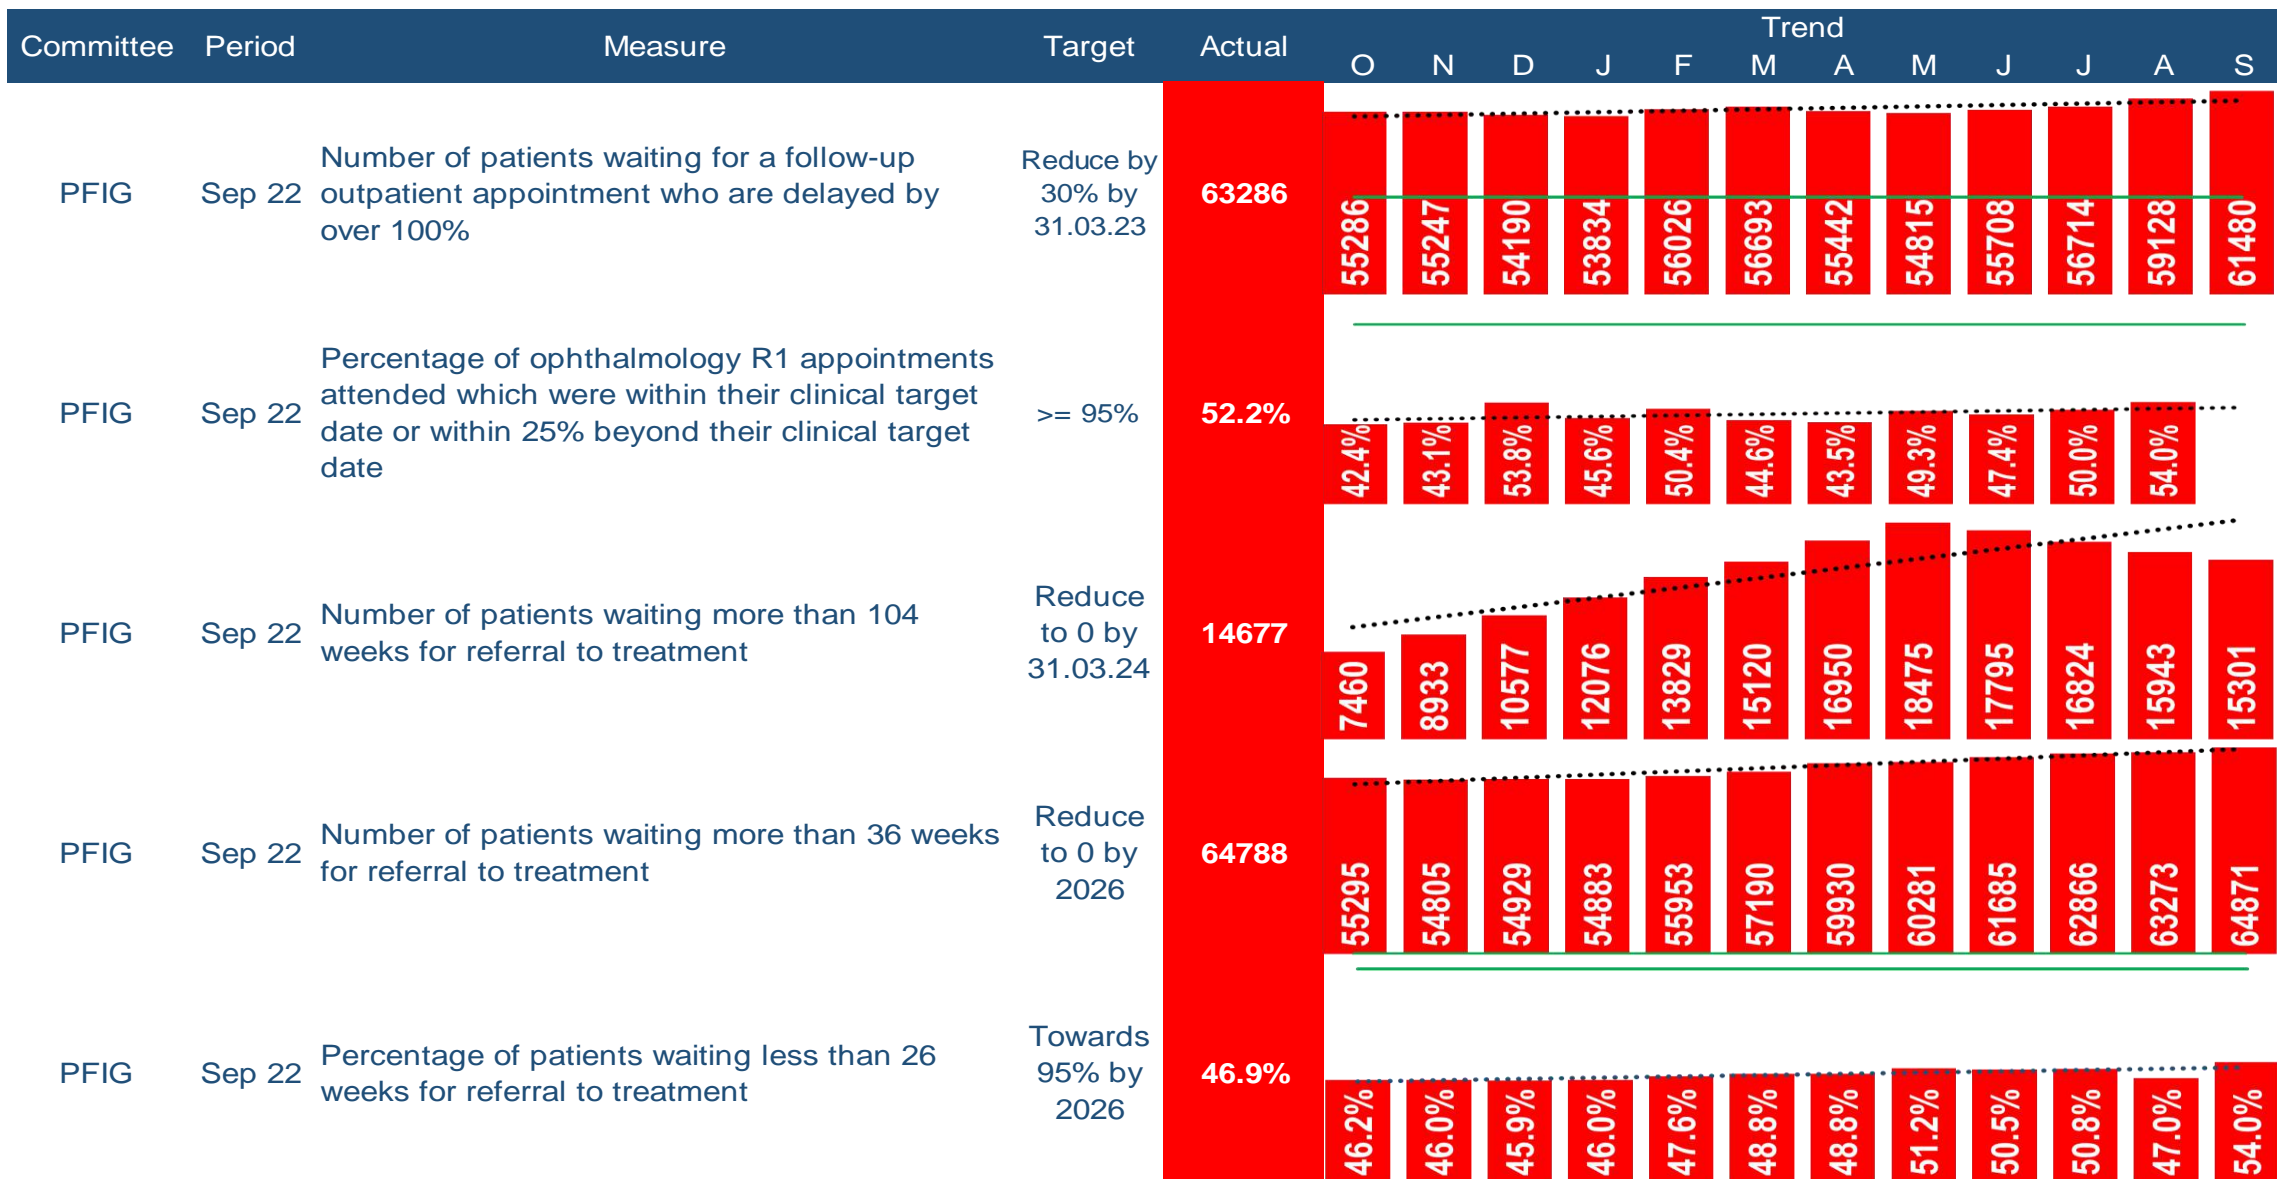 Committee Period Measure Target Actual Trend
O N D J F M A M J J A S
PFIG Sep 22
Number of patients waiting for a follow-up
outpatient appointment who are delayed by
over 100%
Reduce by
30% by
31.03.23
63286
55286 55247 54190 53834 56026 56693 55442 54815 55708 56714 59128 61480
PFIG Sep 22
Percentage of ophthalmology R1 appointments
attended which were within their clinical target
date or within 25% beyond their clinical target
date
>= 95%
52.2%
42.4% 43.1% 53.8% 45.6% 50.4% 44.6% 43.5% 49.3% 47.4% 50.0% 54.0%
PFIG Sep 22
Number of patients waiting more than 104
weeks for referral to treatment
Reduce
to 0 by
31.03.24
14677
7460 8933 10577 12076 13829 15120 16950 18475 17795 16824 15943 15301
PFIG Sep 22
Number of patients waiting more than 36 weeks
for referral to treatment
Reduce
to 0 by
2026
64788
55295 54805 54929 54883 55953 57190 59930 60281 61685 62866 63273 64871
PFIG Sep 22
Percentage of patients waiting less than 26
weeks for referral to treatment
Towards
95% by
2026
46.9%
46.2% 46.0% 45.9% 46.0% 47.6% 48.8% 48.8% 51.2% 50.5% 50.8% 47.0% 54.0%